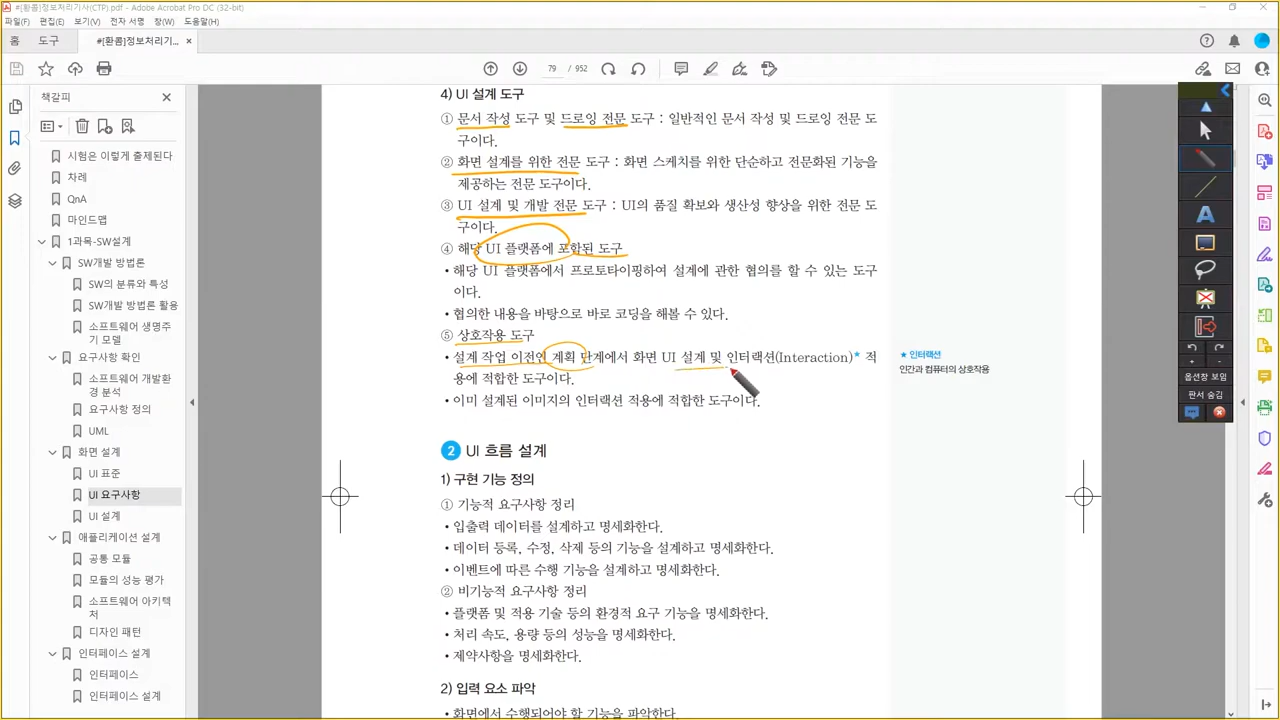 #[환콤]정보처리기사(CTP).pdf - Adobe Acrobat Pro DC (32-bit)
파일(F) 편집(E) 보기(V) 전자 서명 창(W) 도움말(H)
홈 도구 #[환콤]정보처리기... ×
79 / 952
책갈피
시험은 이렇게 출제된다
차례
QnA
마인드맵
1과목-SW설계
SW개발 방법론
SW의 분류와 특성
SW개발 방법론 활용
소프트웨어 생명주
기 모델
요구사항 확인
소프트웨어 개발환
경 분석
요구사항 정의
UML
화면 설계
UI 표준
UI 요구사항
UI 설계
애플리케이션 설계
공통 모듈
모듈의 성능 평가
소프트웨어 아키텍
처
디자인 패턴
인터페이스 설계
인터페이스
인터페이스 설계
4) UI 설계 도구
① 문서 작성 도구 및 드로잉 전문 도구 : 일반적인 문서 작성 및 드로잉 전문 도
구이다.
② 화면 설계를 위한 전문 도구 : 화면 스케치를 위한 단순하고 전문화된 기능을
제공하는 전문 도구이다.
③ UI 설계 및 개발 전문 도구 : UI의 품질 확보와 생산성 향상을 위한 전문 도
구이다.
④ 해당 UI 플랫폼에 포함된 도구
• 해당 UI 플랫폼에서 프로토타이핑하여 설계에 관한 협의를 할 수 있는 도구
이다.
• 협의한 내용을 바탕으로 바로 코딩을 해볼 수 있다.
⑤ 상호작용 도구
• 설계 작업 이전인 계획 단계에서 화면 UI 설계 및 인터랙션(Interaction)★ 적
용에 적합한 도구이다.
• 이미 설계된 이미지의 인터랙션 적용에 적합한 도구이다.
2 UI 흐름 설계
1) 구현 기능 정의
① 기능적 요구사항 정리
• 입출력 데이터를 설계하고 명세화한다.
• 데이터 등록, 수정, 삭제 등의 기능을 설계하고 명세화한다.
• 이벤트에 따른 수행 기능을 설계하고 명세화한다.
② 비기능적 요구사항 정리
• 플랫폼 및 적용 기술 등의 환경적 요구 기능을 명세화한다.
• 처리 속도, 용량 등의 성능을 명세화한다.
• 제약사항을 명세화한다.
2) 입력 요소 파악
• 화면에서 수행되어야 할 기능을 파악한다.
★ 인터랙션
인간과 컴퓨터의 상호작용
A
옵션창 보임
판서 숨김